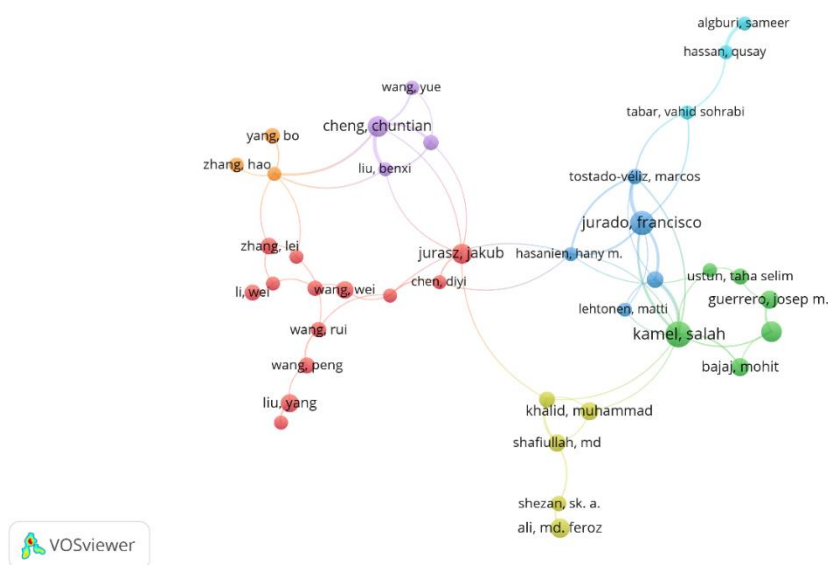 algburi, sameer
hassan, qusay
wang, yue
tabar, vahid sohrabi
cheng, chuntian
yang, bo
zhang, hao
liu, benxi
tostado-véliz, marcos
jurado, francisco
zhang, lei
jurasz, jakub
hasanien, hany m.
ustun, taha selim
chen, diyi
li, wei
wang, wei
guerrero, josep m.
lehtonen, matti
wang, rui
kamel, salah
wang, peng
bajaj, mohit
liu, yang
khalid, muhammad
shafiullah, md
shezan, sk. a.
ali, md. feroz
VOSviewer